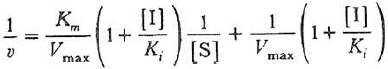 1/v = K_m/V_max (1 + [I]/K_i) 1/[S] + 1/V_max (1 + [I]/K_i)